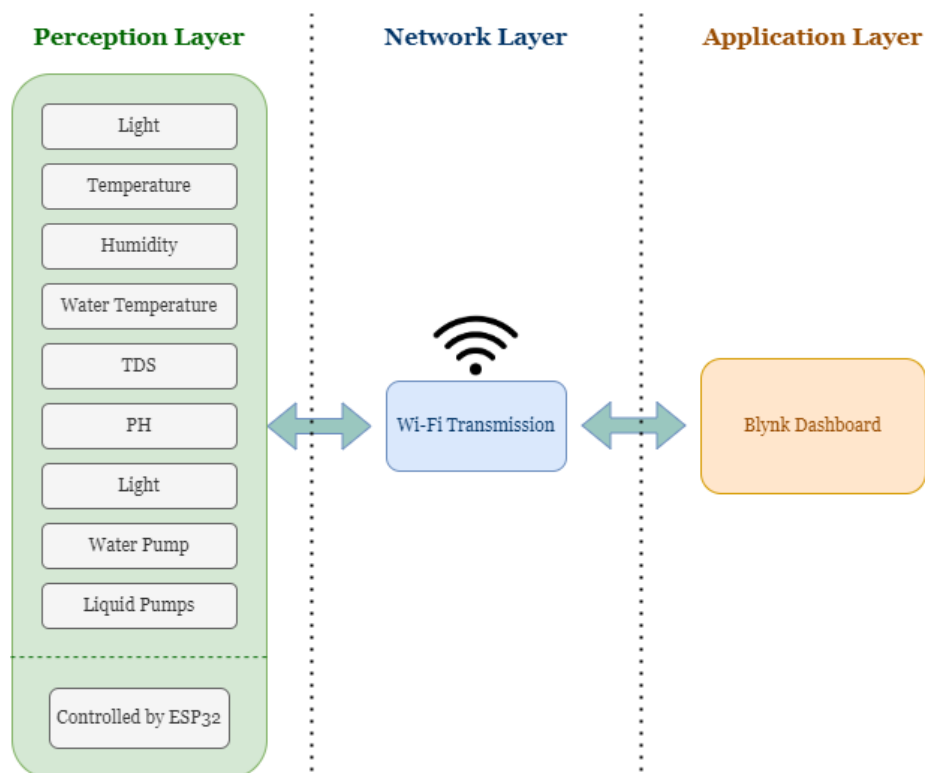 Perception Layer
Network Layer
Application Layer
Light
Temperature
Humidity
Water Temperature
TDS
PH
Light
Water Pump
Liquid Pumps
Controlled by ESP32
Wi-Fi Transmission
Blynk Dashboard